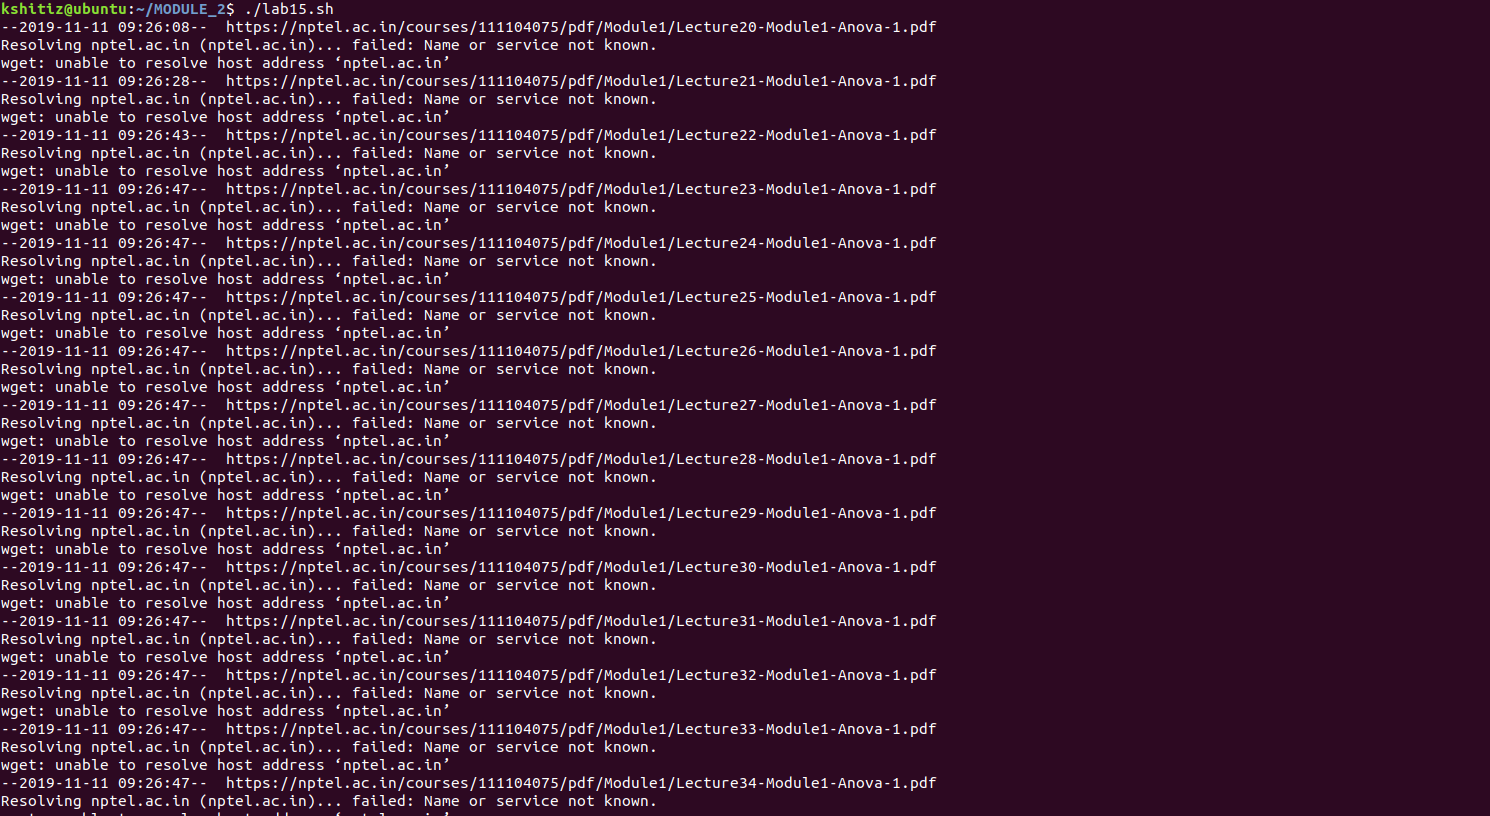 kshitiz@ubuntu:~/MODULE_2$ ./lab15.sh
--2019-11-11 09:26:08--  https://nptel.ac.in/courses/111104075/pdf/Module1/Lecture20-Module1-Anova-1.pdf
Resolving nptel.ac.in (nptel.ac.in)... failed: Name or service not known.
wget: unable to resolve host address ‘nptel.ac.in’
--2019-11-11 09:26:28--  https://nptel.ac.in/courses/111104075/pdf/Module1/Lecture21-Module1-Anova-1.pdf
Resolving nptel.ac.in (nptel.ac.in)... failed: Name or service not known.
wget: unable to resolve host address ‘nptel.ac.in’
--2019-11-11 09:26:43--  https://nptel.ac.in/courses/111104075/pdf/Module1/Lecture22-Module1-Anova-1.pdf
Resolving nptel.ac.in (nptel.ac.in)... failed: Name or service not known.
wget: unable to resolve host address ‘nptel.ac.in’
--2019-11-11 09:26:47--  https://nptel.ac.in/courses/111104075/pdf/Module1/Lecture23-Module1-Anova-1.pdf
Resolving nptel.ac.in (nptel.ac.in)... failed: Name or service not known.
wget: unable to resolve host address ‘nptel.ac.in’
--2019-11-11 09:26:47--  https://nptel.ac.in/courses/111104075/pdf/Module1/Lecture24-Module1-Anova-1.pdf
Resolving nptel.ac.in (nptel.ac.in)... failed: Name or service not known.
wget: unable to resolve host address ‘nptel.ac.in’
--2019-11-11 09:26:47--  https://nptel.ac.in/courses/111104075/pdf/Module1/Lecture25-Module1-Anova-1.pdf
Resolving nptel.ac.in (nptel.ac.in)... failed: Name or service not known.
wget: unable to resolve host address ‘nptel.ac.in’
--2019-11-11 09:26:47--  https://nptel.ac.in/courses/111104075/pdf/Module1/Lecture26-Module1-Anova-1.pdf
Resolving nptel.ac.in (nptel.ac.in)... failed: Name or service not known.
wget: unable to resolve host address ‘nptel.ac.in’
--2019-11-11 09:26:47--  https://nptel.ac.in/courses/111104075/pdf/Module1/Lecture27-Module1-Anova-1.pdf
Resolving nptel.ac.in (nptel.ac.in)... failed: Name or service not known.
wget: unable to resolve host address ‘nptel.ac.in’
--2019-11-11 09:26:47--  https://nptel.ac.in/courses/111104075/pdf/Module1/Lecture28-Module1-Anova-1.pdf
Resolving nptel.ac.in (nptel.ac.in)... failed: Name or service not known.
wget: unable to resolve host address ‘nptel.ac.in’
--2019-11-11 09:26:47--  https://nptel.ac.in/courses/111104075/pdf/Module1/Lecture29-Module1-Anova-1.pdf
Resolving nptel.ac.in (nptel.ac.in)... failed: Name or service not known.
wget: unable to resolve host address ‘nptel.ac.in’
--2019-11-11 09:26:47--  https://nptel.ac.in/courses/111104075/pdf/Module1/Lecture30-Module1-Anova-1.pdf
Resolving nptel.ac.in (nptel.ac.in)... failed: Name or service not known.
wget: unable to resolve host address ‘nptel.ac.in’
--2019-11-11 09:26:47--  https://nptel.ac.in/courses/111104075/pdf/Module1/Lecture31-Module1-Anova-1.pdf
Resolving nptel.ac.in (nptel.ac.in)... failed: Name or service not known.
wget: unable to resolve host address ‘nptel.ac.in’
--2019-11-11 09:26:47--  https://nptel.ac.in/courses/111104075/pdf/Module1/Lecture32-Module1-Anova-1.pdf
Resolving nptel.ac.in (nptel.ac.in)... failed: Name or service not known.
wget: unable to resolve host address ‘nptel.ac.in’
--2019-11-11 09:26:47--  https://nptel.ac.in/courses/111104075/pdf/Module1/Lecture33-Module1-Anova-1.pdf
Resolving nptel.ac.in (nptel.ac.in)... failed: Name or service not known.
wget: unable to resolve host address ‘nptel.ac.in’
--2019-11-11 09:26:47--  https://nptel.ac.in/courses/111104075/pdf/Module1/Lecture34-Module1-Anova-1.pdf
Resolving nptel.ac.in (nptel.ac.in)... failed: Name or service not known.